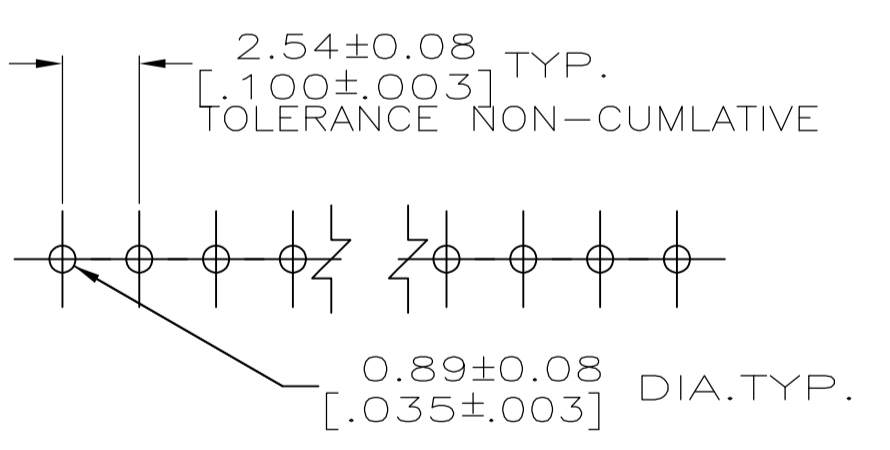 2.54±0.08
[.100±.003] TYP.
TOLERANCE NON-CUMLATIVE
0.89±0.08
[.035±.003] DIA.TYP.